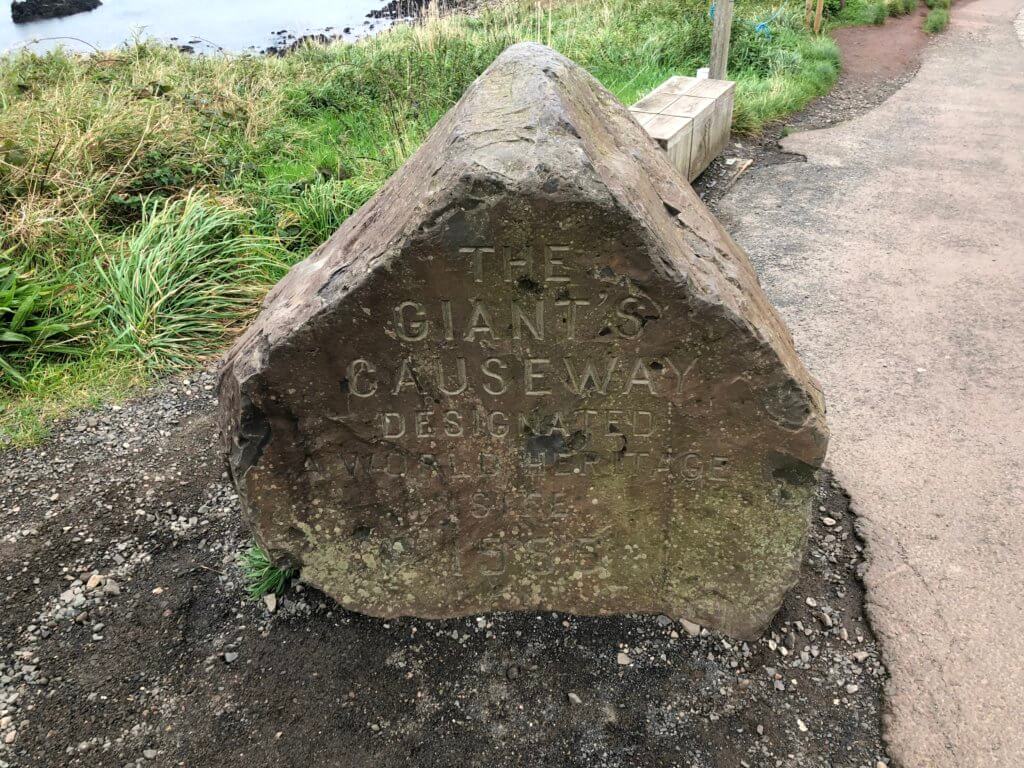 THE
GIANT'S
CAUSEWAY
DESIGNATED
A WORLD HERITAGE
SITE